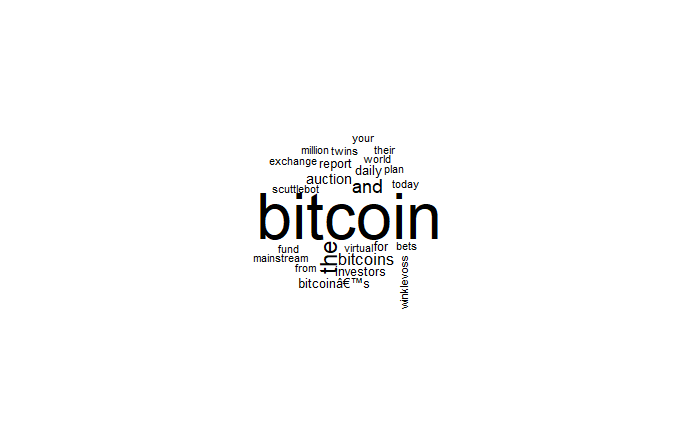 your
million twins their
exchange report world
daily plan
auction and today
scuttlebot
bitcoin
fund the virtual for bets
mainstream bitcoins
from investors winklevoss
bitcoinâ€™s